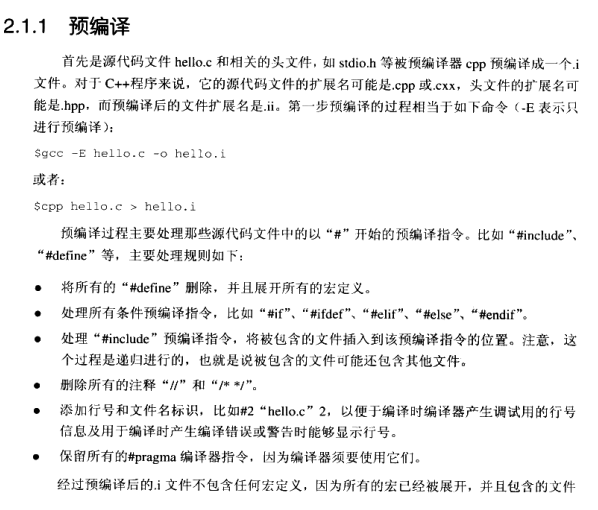 2.1.1 预编译
首先是源代码文件 hello.c 和相关的头文件，如 stdio.h 等被预编译器 cpp 预编译成一个.i
文件。对于 C++程序来说，它的源代码文件的扩展名可能是.cpp 或.cxx，头文件的扩展名可
能是.hpp，而预编译后的文件扩展名是.ii。第一步预编译的过程相当于如下命令（-E 表示只
进行预编译）：
$gcc -E hello.c -o hello.i
或者：
$cpp hello.c > hello.i
预编译过程主要处理那些源代码文件中的以“#”开始的预编译指令。比如“#include”、
“#define”等，主要处理规则如下：
● 将所有的“#define”删除，并且展开所有的宏定义。
● 处理所有条件预编译指令，比如“#if”、“#ifdef”、“#elif”、“#else”、“#endif”。
● 处理“#include”预编译指令，将被包含的文件插入到该预编译指令的位置。注意，这
个过程是递归进行的，也就是说被包含的文件可能还包含其他文件。
● 删除所有的注释“//”和“/* */”。
● 添加行号和文件名标识，比如#2“hello.c”2，以便于编译时编译器产生调试用的行号
信息及用于编译时产生编译错误或警告时能够显示行号。
● 保留所有的#pragma 编译器指令，因为编译器须要使用它们。
经过预编译后的.i 文件不包含任何宏定义，因为所有的宏已经被展开，并且包含的文件